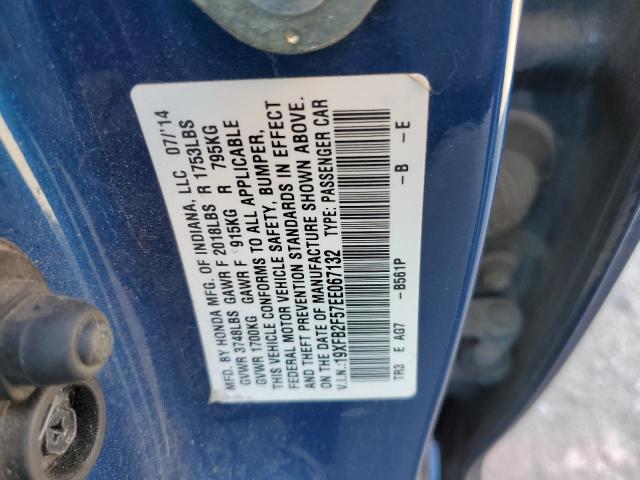 MFD. BY HONDA MFG. OF INDIANA, LLC 07/'14
GVWR 3748LBS GAWR F 2018LBS R 1753LBS
GVWR 1700KG GAWR F 915KG R 795KG
THIS VEHICLE CONFORMS TO ALL APPLICABLE
FEDERAL MOTOR VEHICLE SAFETY, BUMPER,
AND THEFT PREVENTION STANDARDS IN EFFECT
ON THE DATE OF MANUFACTURE SHOWN ABOVE.
V.I.N.:19XFB2F57EE067132 TYPE: PASSENGER CAR
TR3 E AG7 -B561P -B -E